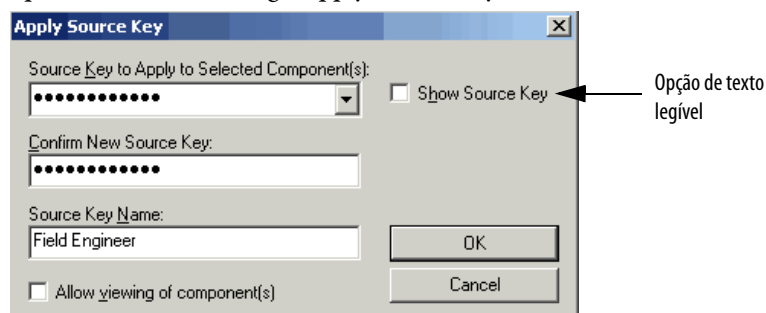 Apply Source Key
Source Key to Apply to Selected Component(s):
●●●●●●●●●●●●
Show Source Key
Opção de texto
legível
Confirm New Source Key:
●●●●●●●●●●●●
Source Key Name:
Field Engineer
OK
Allow viewing of component(s)
Cancel